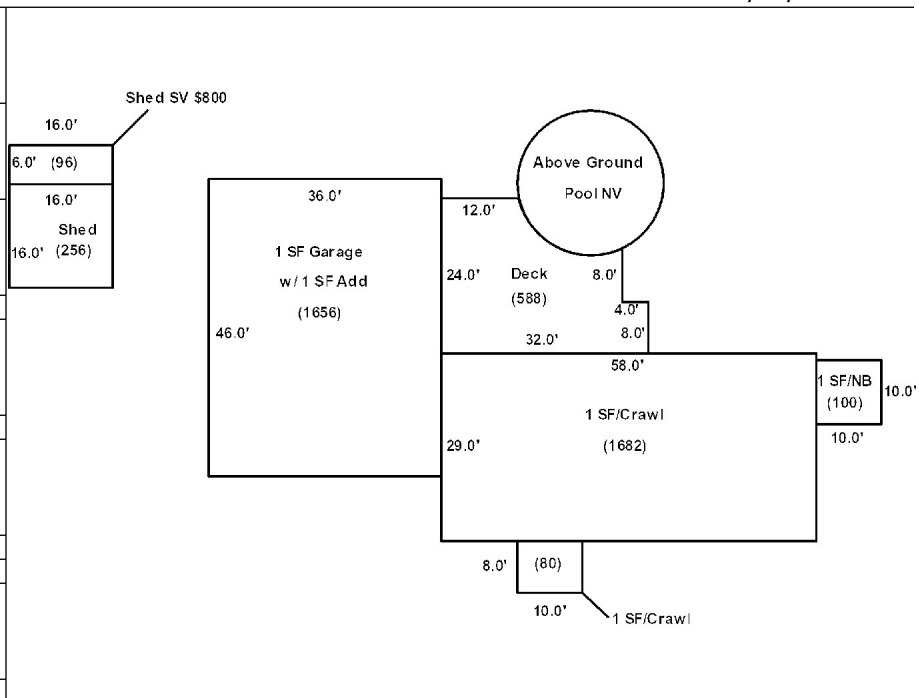 Shed SV $800
16.0'
6.0' (96)
16.0'
Shed
16.0' (256)
Above Ground
Pool NV
36.0'
12.0'
1 SF Garage
w/ 1 SF Add
(1656)
46.0'
24.0'
Deck
(588)
8.0'
4.0'
8.0'
32.0'
58.0'
1 SF/Crawl
(1682)
29.0'
1 SF/NB
(100)
10.0'
10.0'
8.0'
(80)
10.0'
1 SF/Crawl